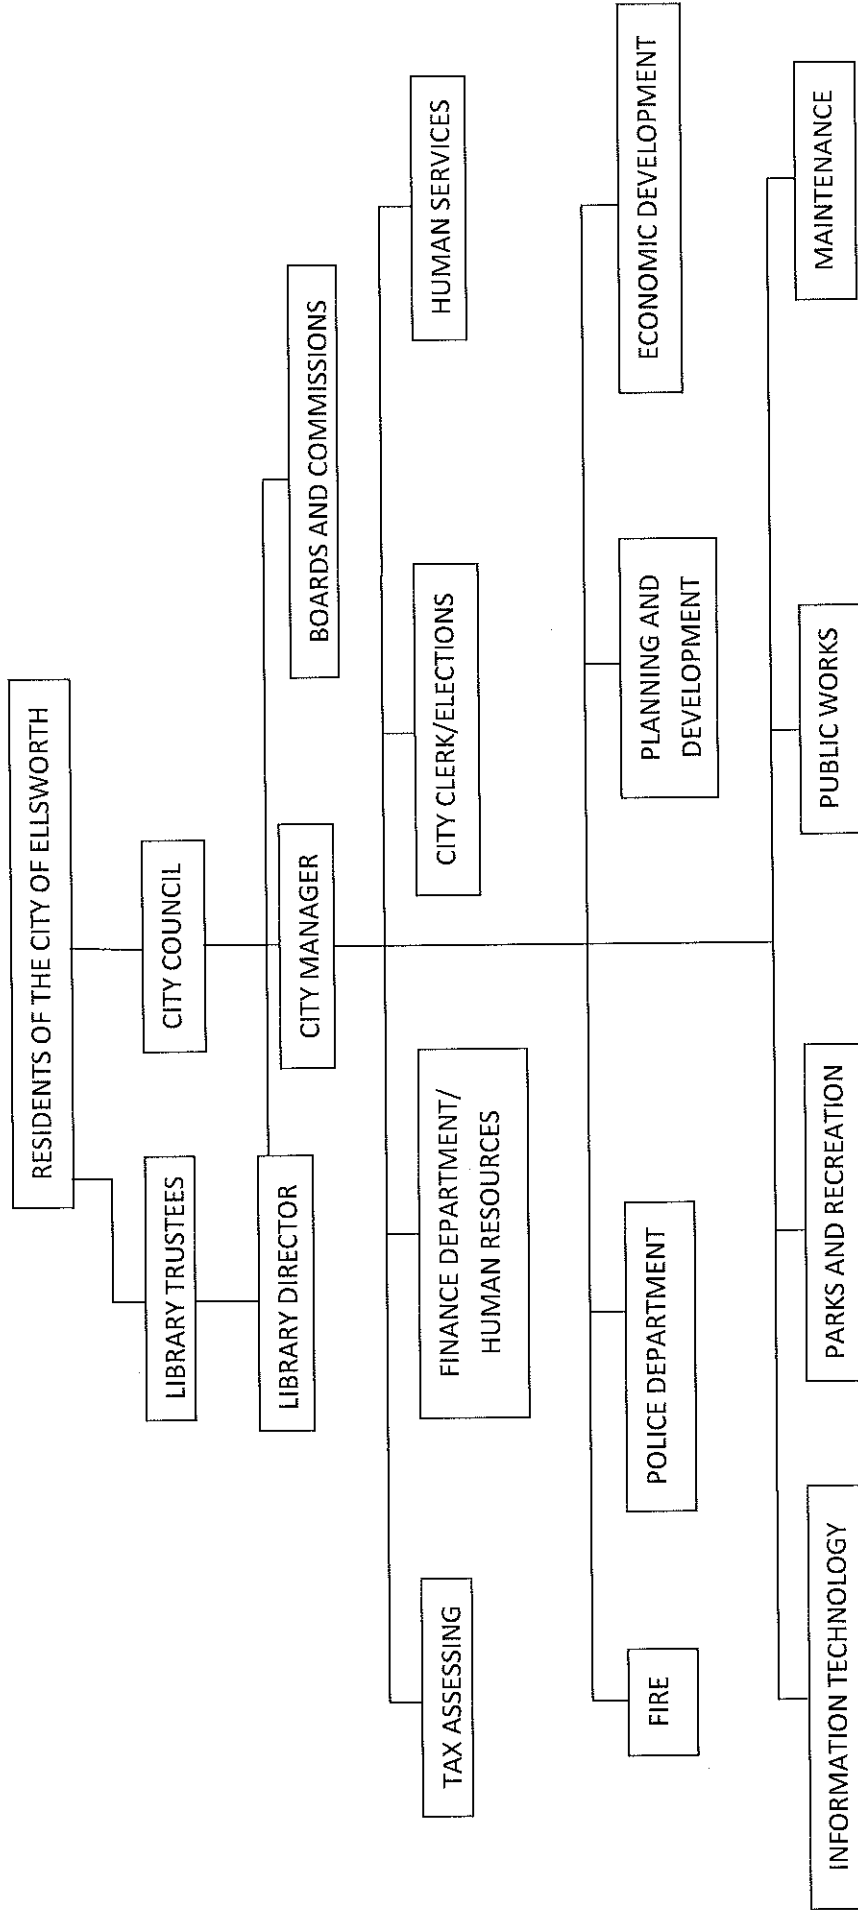 RESIDENTS OF THE CITY OF ELLSWORTH
LIBRARY TRUSTEES
CITY COUNCIL
LIBRARY DIRECTOR
CITY MANAGER
BOARDS AND COMMISSIONS
TAX ASSESSING
FINANCE DEPARTMENT/
HUMAN RESOURCES
CITY CLERK/ELECTIONS
HUMAN SERVICES
FIRE
POLICE DEPARTMENT
PLANNING AND
DEVELOPMENT
ECONOMIC DEVELOPMENT
INFORMATION TECHNOLOGY
PARKS AND RECREATION
PUBLIC WORKS
MAINTENANCE